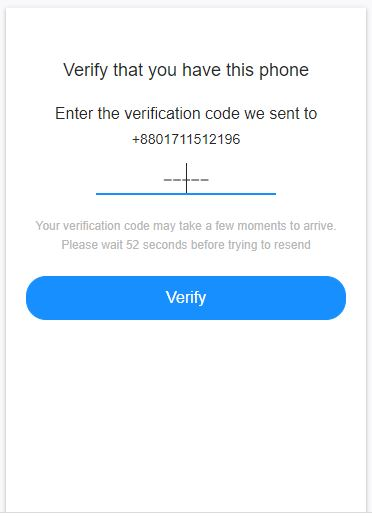 Verify that you have this phone
Enter the verification code we sent to
+8801711512196
_ _ _ _ _
Your verification code may take a few moments to arrive.
Please wait 52 seconds before trying to resend
Verify